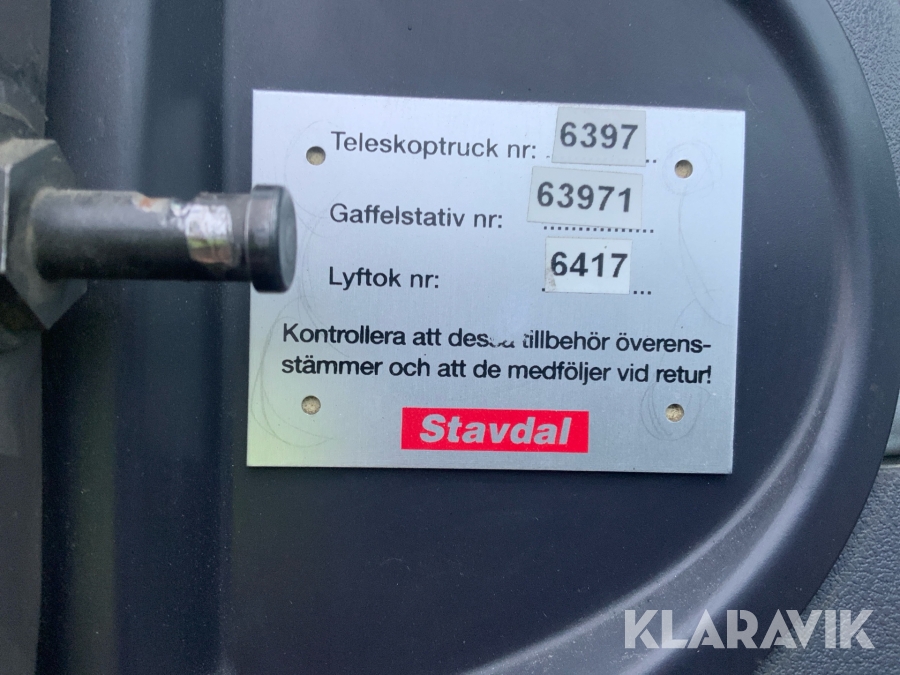 Teleskoptruck nr: 6397
Gaffelstativ nr: 63971
Lyftok nr: 6417
Kontrollera att dessa tillbehör överens-
stämmer och att de medföljer vid retur!
Stavdal
KLARAVIK